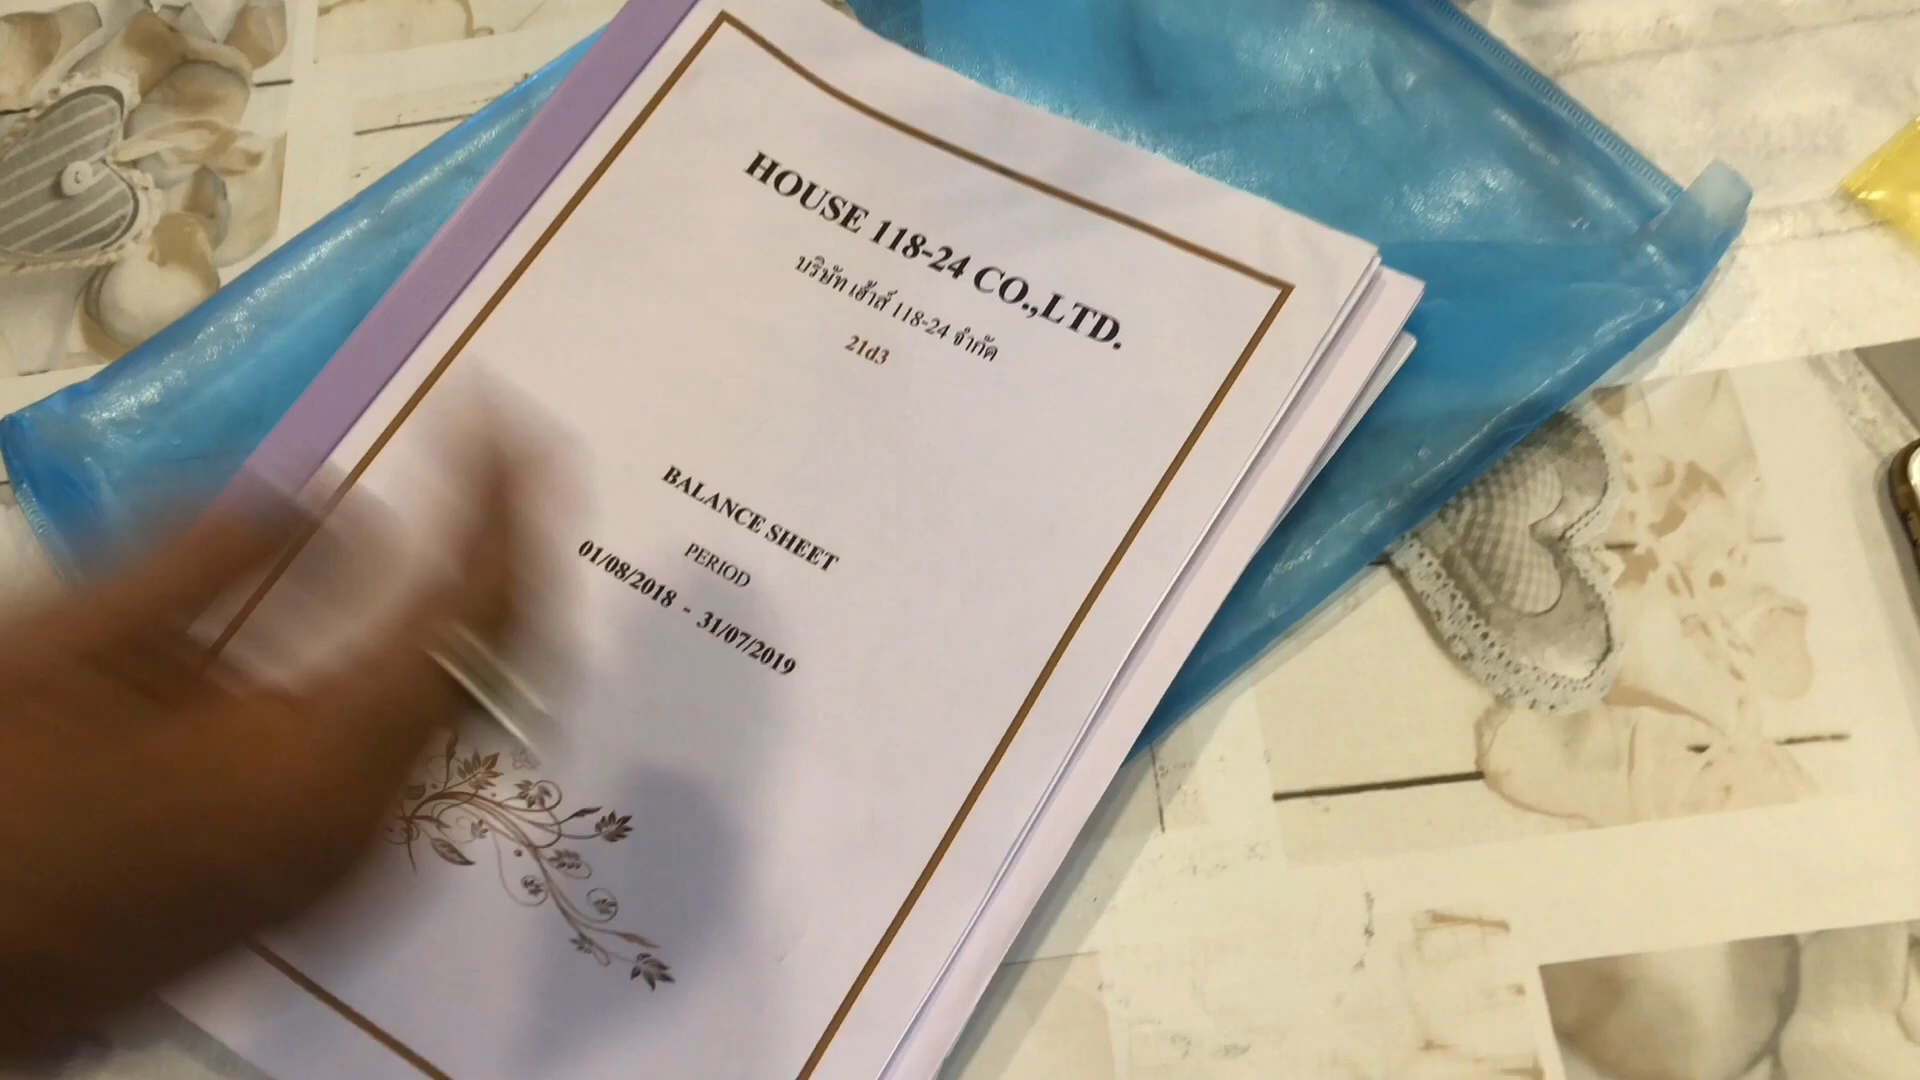 HOUSE 118-24 CO.,LTD.
บริษัท เฮ้าส์ 118-24 จำกัด
21d3
BALANCE SHEET
PERIOD
01/08/2018 - 31/07/2019